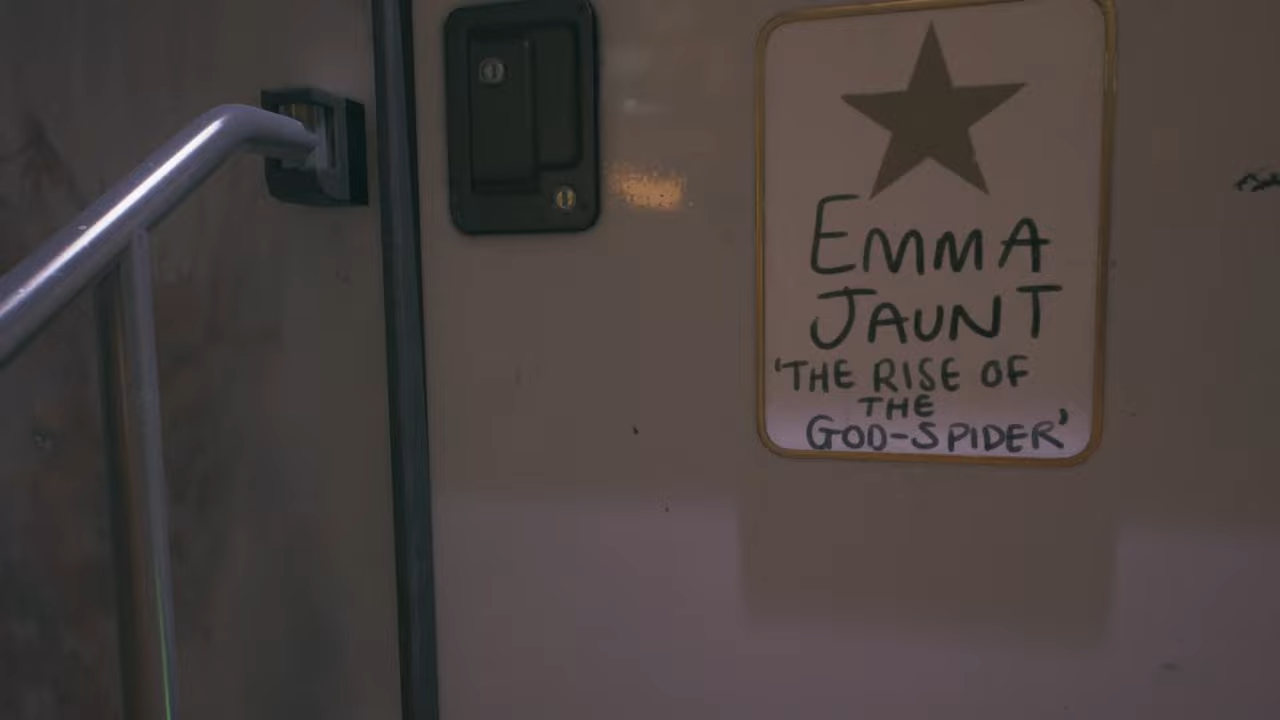 EMMA
JAUNT
'THE RISE OF
THE
GOD-SPIDER'